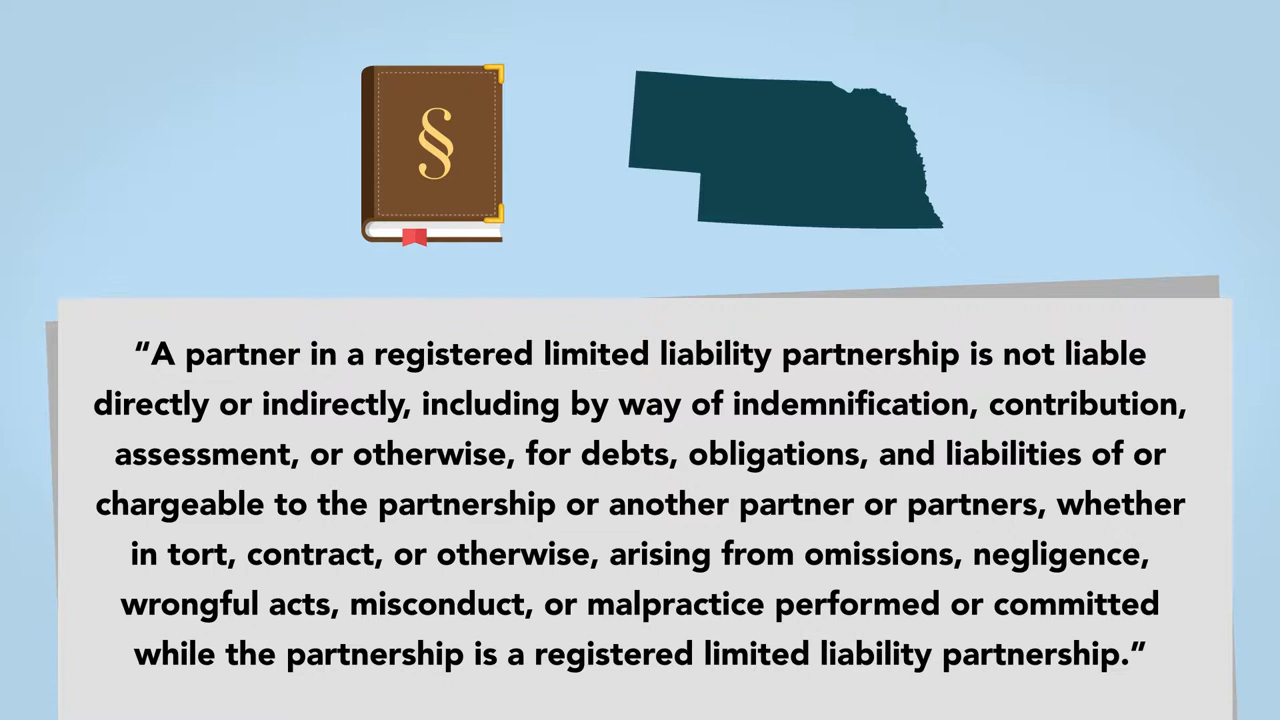 §
“A partner in a registered limited liability partnership is not liable
directly or indirectly, including by way of indemnification, contribution,
assessment, or otherwise, for debts, obligations, and liabilities of or
chargeable to the partnership or another partner or partners, whether
in tort, contract, or otherwise, arising from omissions, negligence,
wrongful acts, misconduct, or malpractice performed or committed
while the partnership is a registered limited liability partnership.”